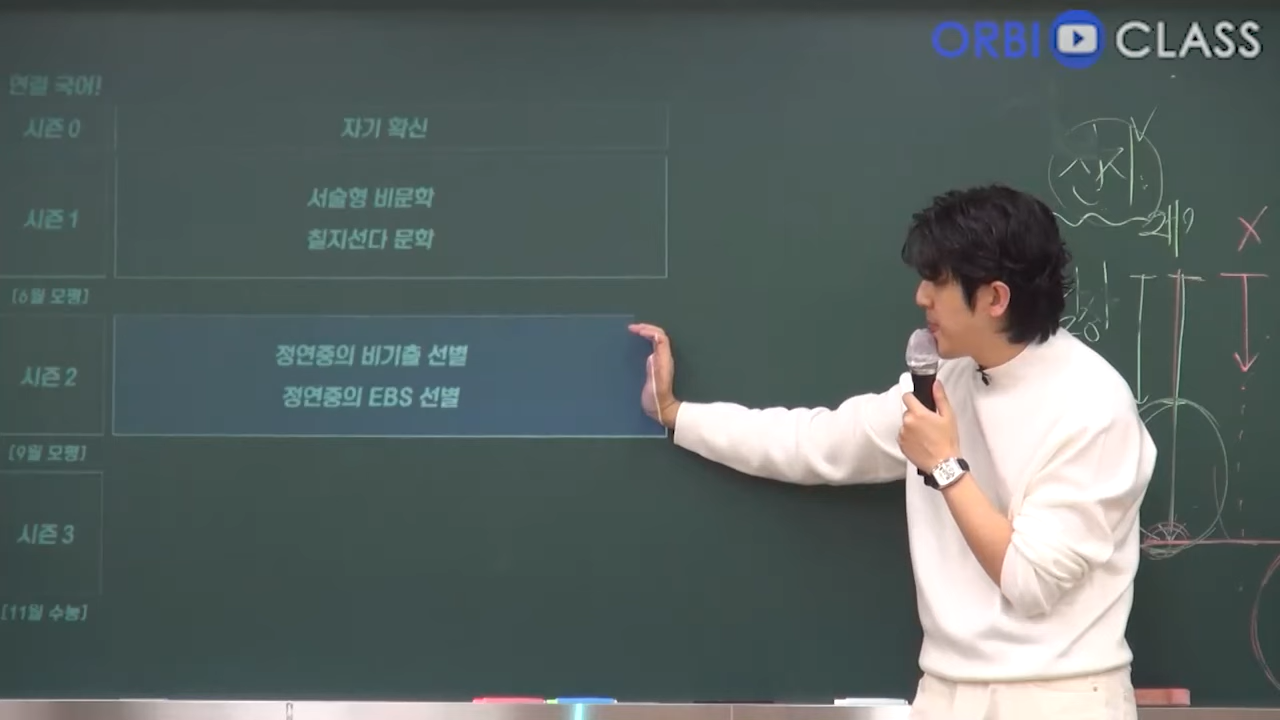 ORBI CLASS
연결 국어!
시즌 0
자기 확신
시즌 1
서술형 비문학
칠지선다 문학
[6월 모평]
시즌 2
정연중의 비기출 선별
정연중의 EBS 선별
[9월 모평]
시즌 3
[11월 수능]
X